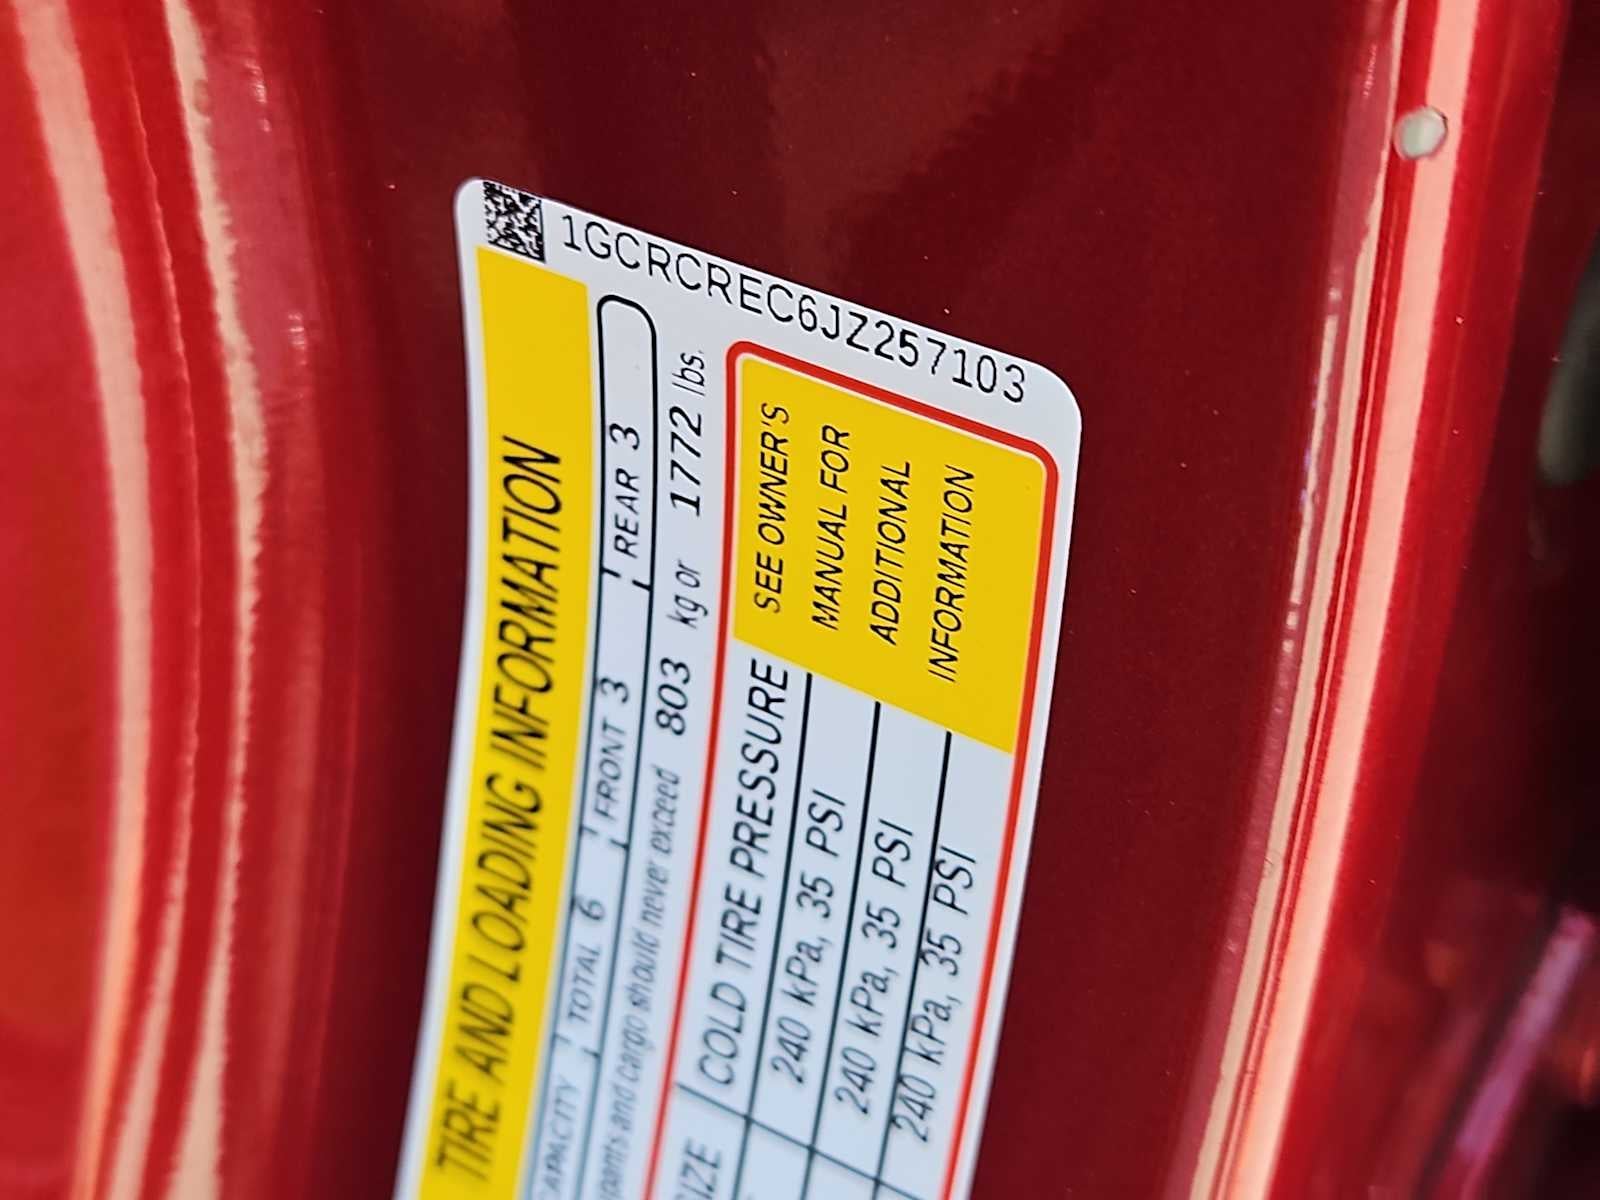 1GCRCREC6JZ257103
TIRE AND LOADING INFORMATION
CAPACITY TOTAL 6 FRONT 3 REAR 3
and cargo should never exceed 803 kg or 1772 lbs.
SIZE COLD TIRE PRESSURE
240 kPa, 35 PSI
240 kPa, 35 PSI
240 kPa, 35 PSI
SEE OWNER'S
MANUAL FOR
ADDITIONAL
INFORMATION